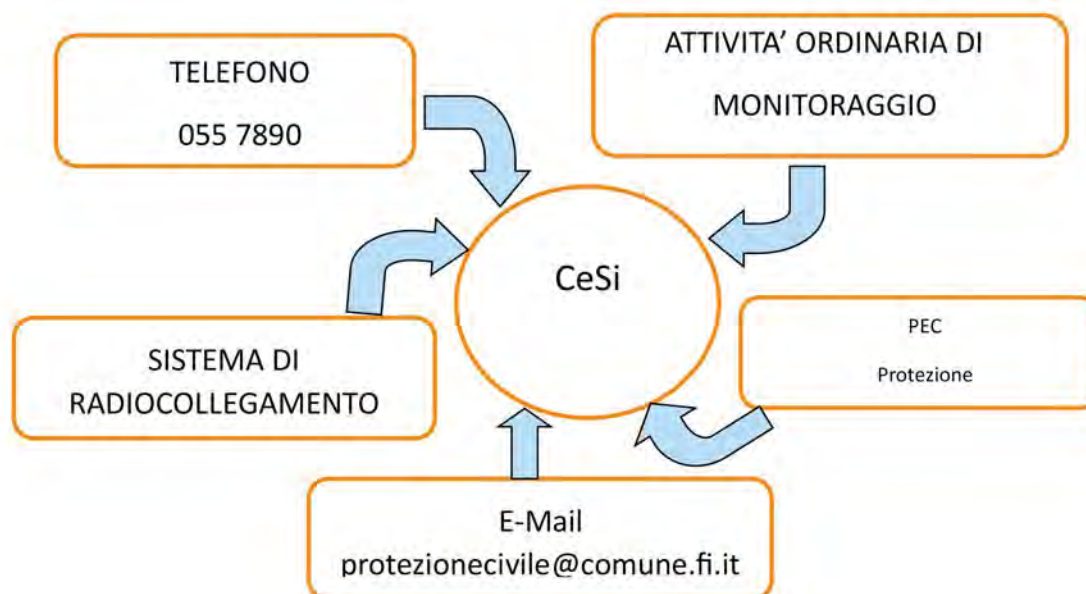 TELEFONO
055 7890
ATTIVITA’ ORDINARIA DI
MONITORAGGIO
CeSi
SISTEMA DI
RADIOCOLLEGAMENTO
PEC
Protezione
E-Mail
protezionecivile@comune.fi.it